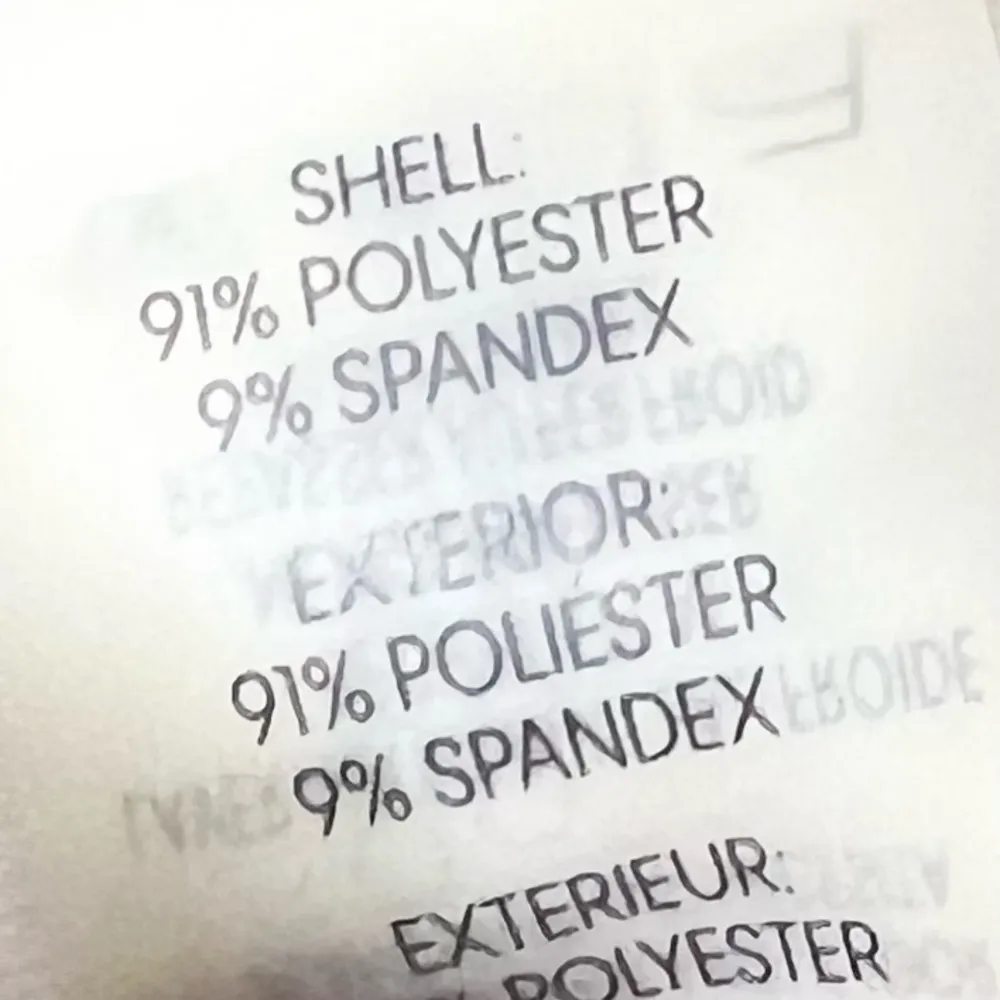 SHELL:
91% POLYESTER
9% SPANDEX
EXTERIOR:
91% POLIÉSTER
9% SPANDEX
EXTERIEUR:
POLYESTER